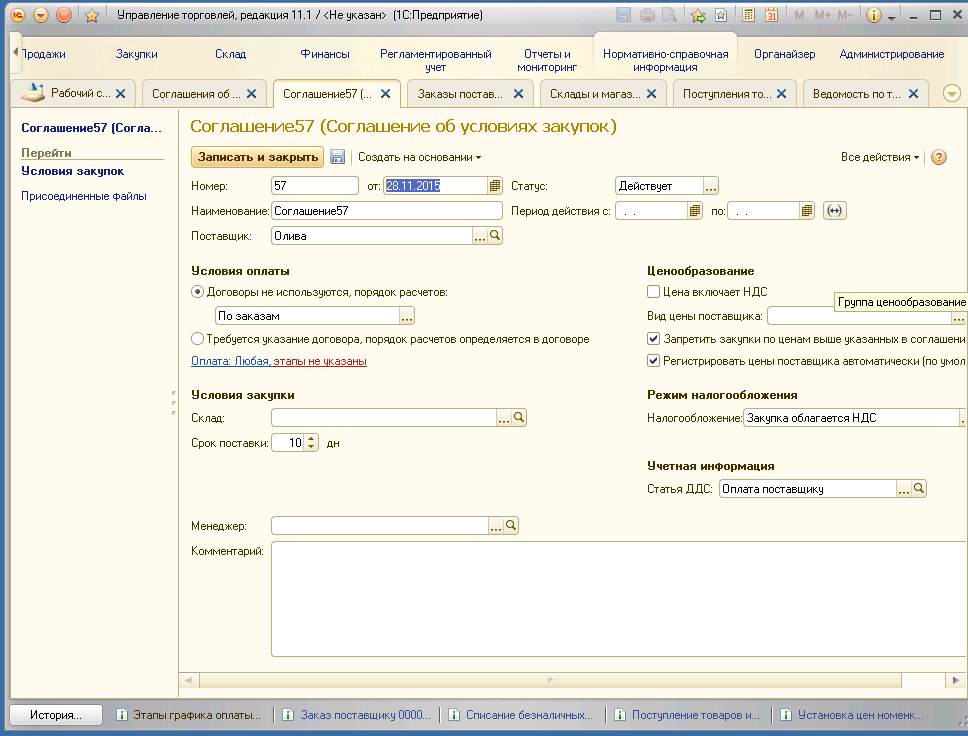 Управление торговлей, редакция 11.1 / <Не указан> (1С:Предприятие)
M M+ M-
Продажи Закупки Склад Финансы Регламентированный учет Отчеты и мониторинг Нормативно-справочная информация Органайзер Администрирование
Рабочий с... Соглашения об ... Соглашение57 (... Заказы постав... Склады и магаз... Поступления то... Ведомость по т...
Соглашение57 (Согла...
Перейти
Условия закупок
Присоединенные файлы
Соглашение57 (Соглашение об условиях закупок)
Записать и закрыть Создать на основании Все действия
Номер: 57 от: 28.11.2015 Статус: Действует ...
Наименование: Соглашение57 Период действия с: . . по: . .
Поставщик: Олива ...
Условия оплаты
Договоры не используются, порядок расчетов:
По заказам ...
Требуется указание договора, порядок расчетов определяется в договоре
Оплата: Любая, этапы не указаны
Ценообразование
Цена включает НДС
Группа ценообразование
Вид цены поставщика: ...
Запретить закупки по ценам выше указанных в соглашени
Регистрировать цены поставщика автоматически (по умол
Условия закупки
Склад: ...
Срок поставки: 10 дн
Режим налогообложения
Налогообложение: Закупка облагается НДС
Учетная информация
Статья ДДС: Оплата поставщику ...
Менеджер: ...
Комментарий:
История... Этапы графика оплаты... Заказ поставщику 0000... Списание безналичных... Поступление товаров и... Установка цен номенк...